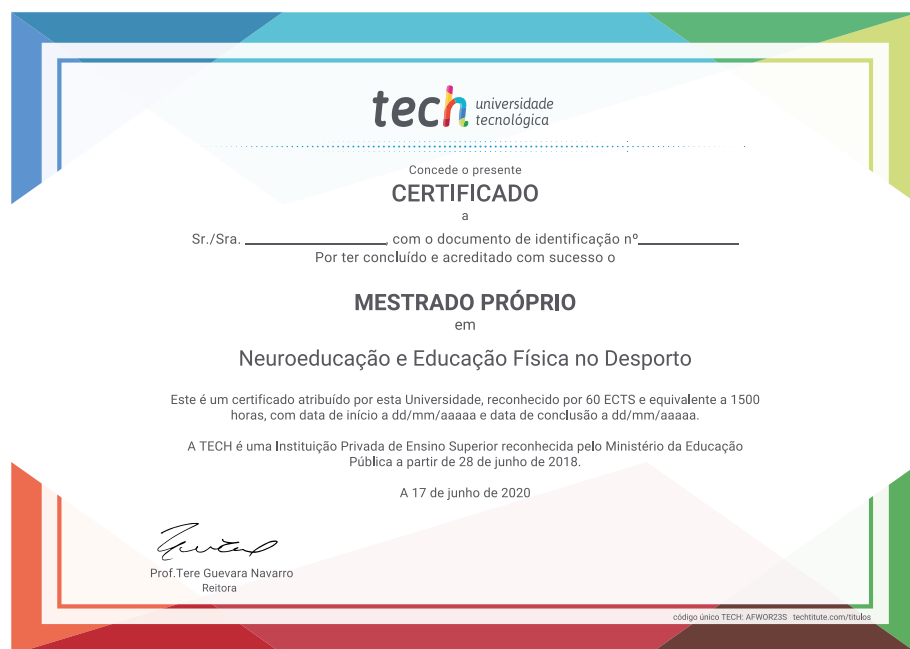 tech universidade
tecnológica
Concede o presente
CERTIFICADO
a
Sr./Sra. ________________, com o documento de identificação nº____________
Por ter concluído e acreditado com sucesso o
MESTRADO PRÓPRIO
em
Neuroeducação e Educação Física no Desporto
Este é um certificado atribuído por esta Universidade, reconhecido por 60 ECTS e equivalente a 1500
horas, com data de início a dd/mm/aaaaa e data de conclusão a dd/mm/aaaaa.
A TECH é uma Instituição Privada de Ensino Superior reconhecida pelo Ministério da Educação
Pública a partir de 28 de junho de 2018.
A 17 de junho de 2020
Prof.Tere Guevara Navarro
Reitora
código único TECH: AFWOR23S techtitute.com/titulos